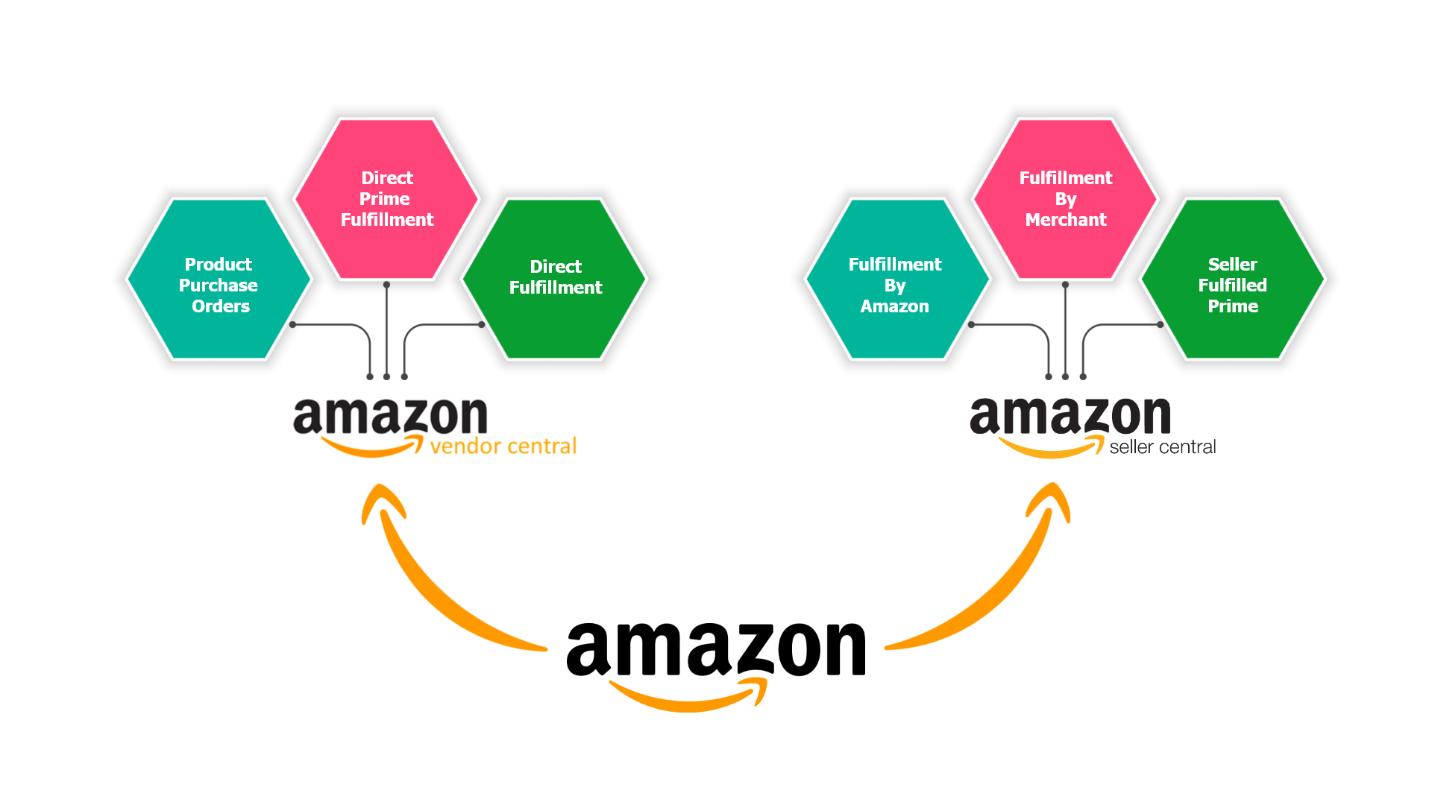 Direct
Prime
Fulfillment
Product
Purchase
Orders
Direct
Fulfillment
amazon
vendor central
Fulfillment
By
Merchant
Fulfillment
By
Amazon
Seller
Fulfilled
Prime
amazon
seller central
amazon